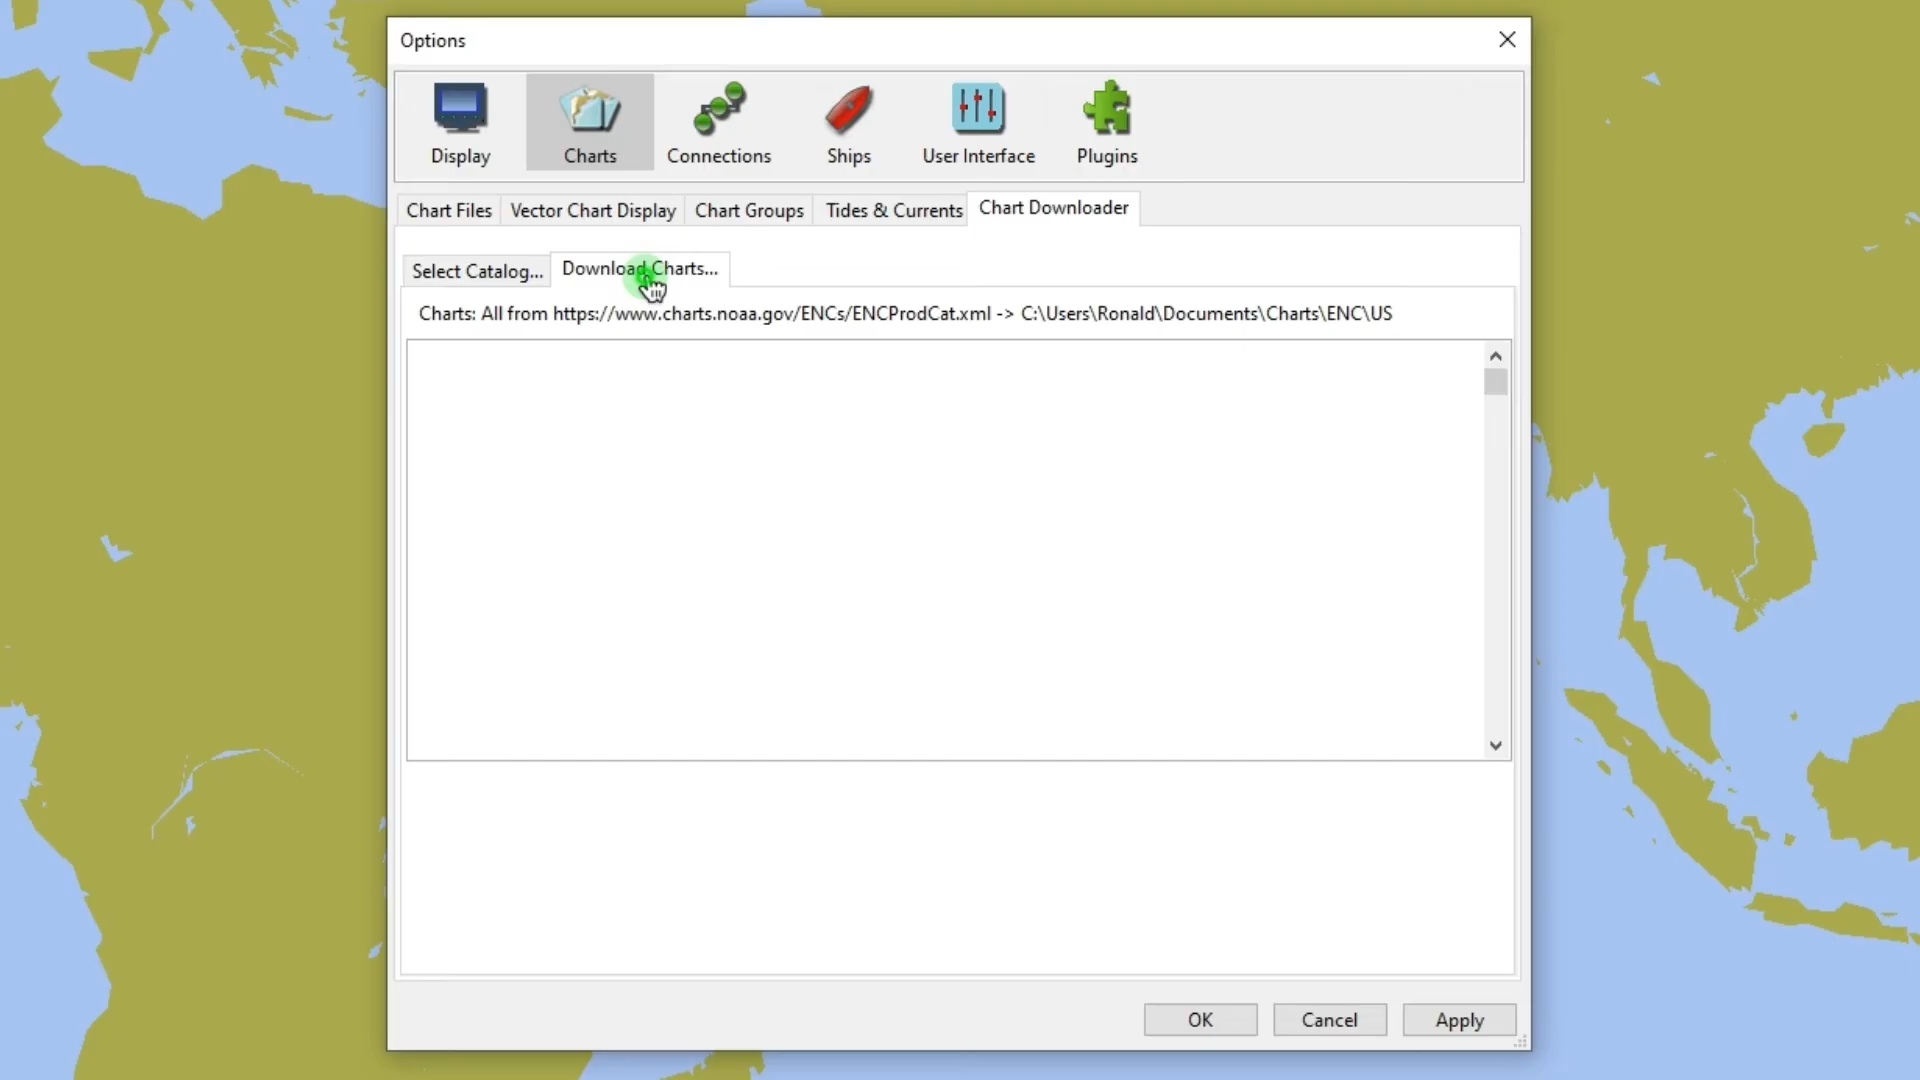 Options
Display Charts Connections Ships User Interface Plugins
Chart Files Vector Chart Display Chart Groups Tides & Currents Chart Downloader
Select Catalog... Download Charts...
Charts: All from https://www.charts.noaa.gov/ENCs/ENCProdCat.xml -> C:\Users\Ronald\Documents\Charts\ENC\US
OK Cancel Apply